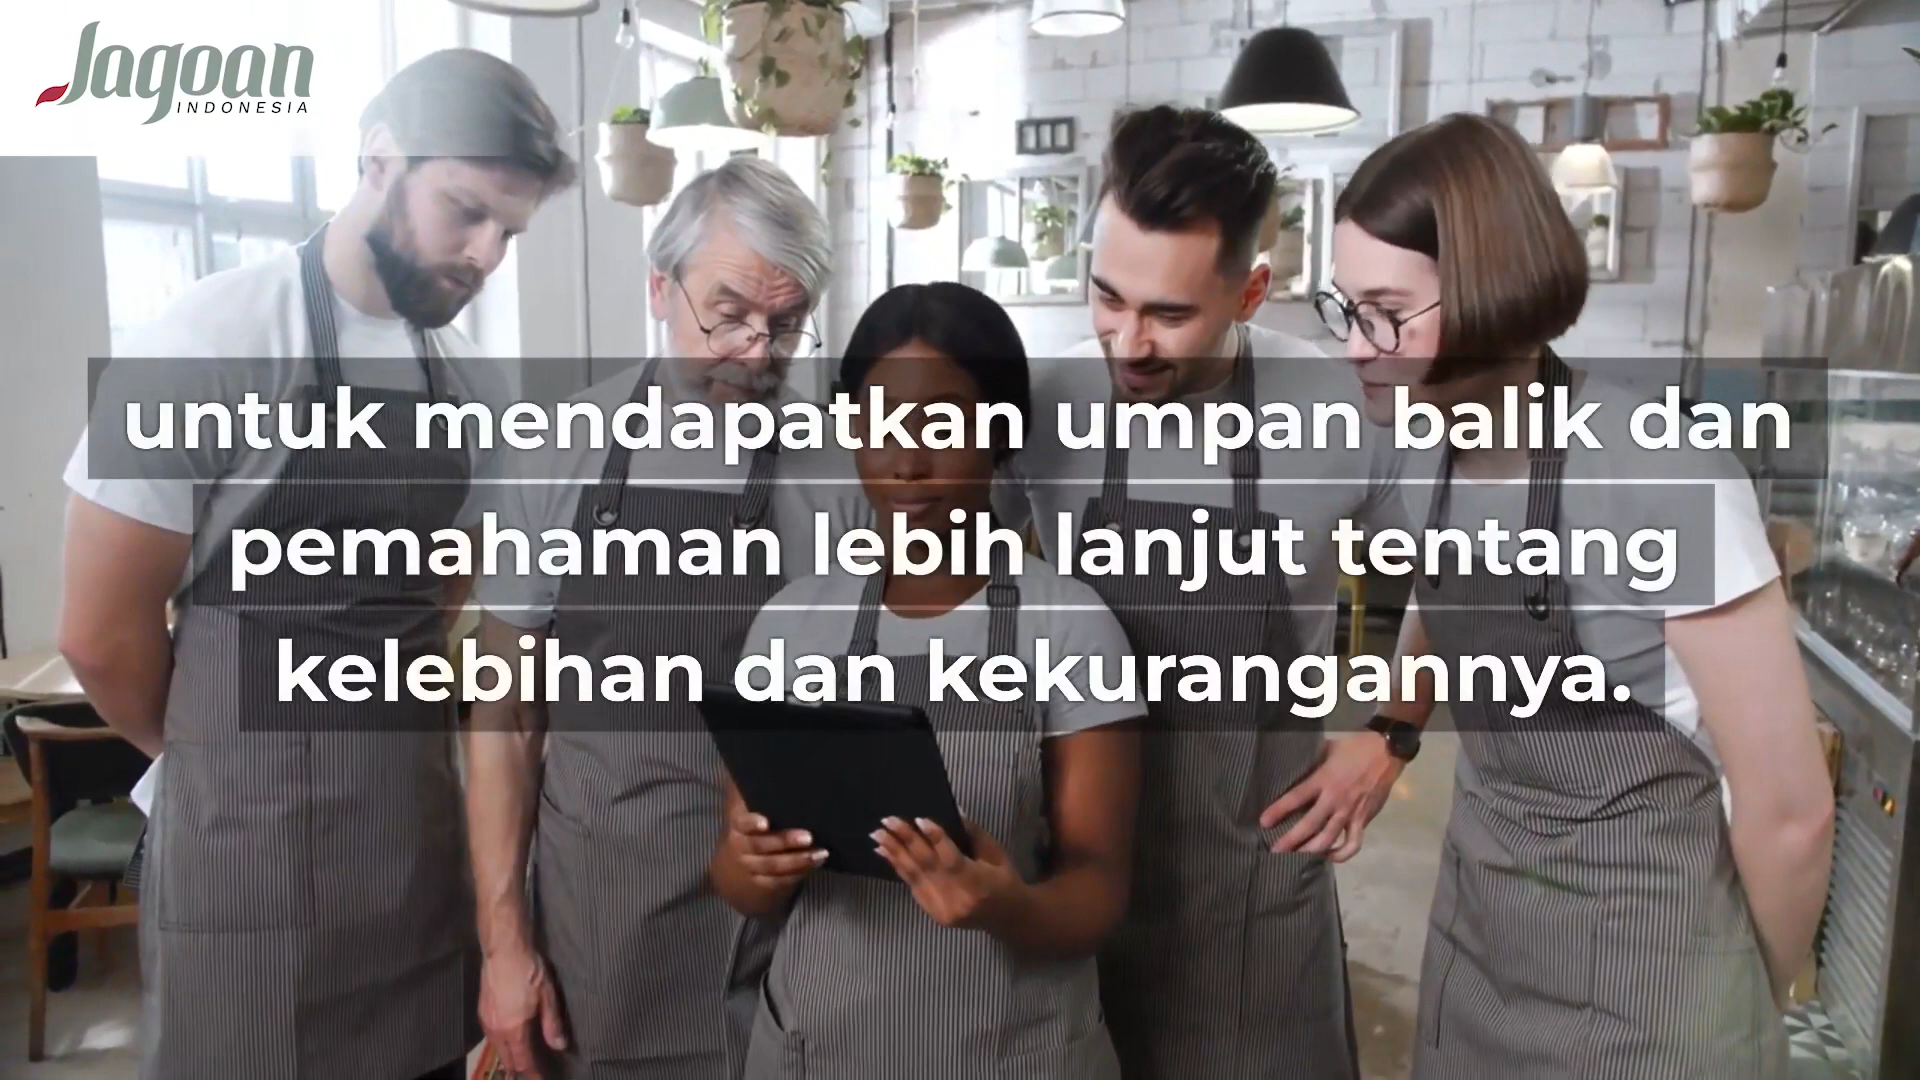 Jagoan
INDONESIA
untuk mendapatkan umpan balik dan
pemahaman lebih lanjut tentang
kelebihan dan kekurangannya.